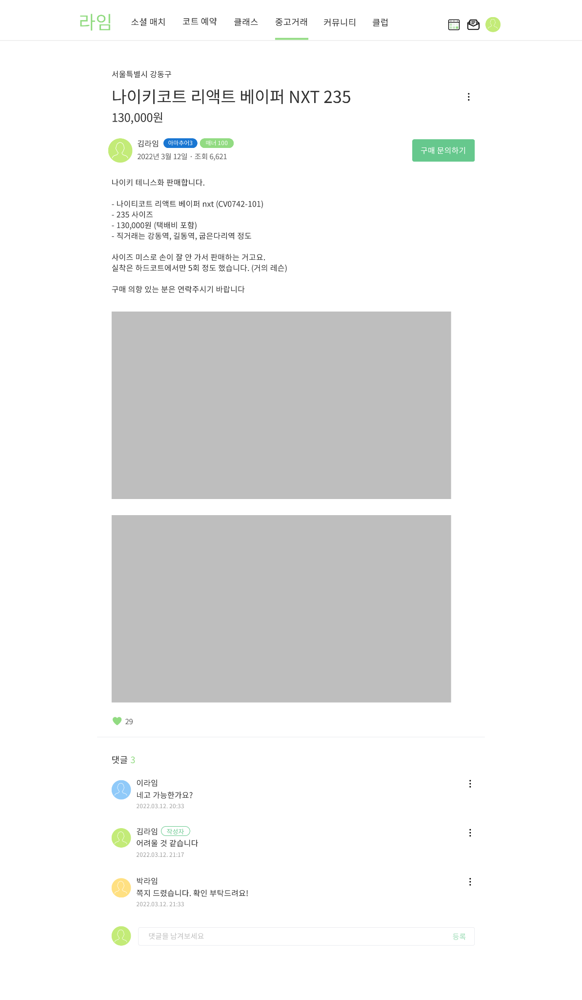 라임
소셜 매치 코트 예약 클래스 중고거래 커뮤니티 클럽
서울특별시 강동구
나이키코트 리액트 베이퍼 NXT 235
130,000원
김라임 아마추어3 매너 100
2022년 3월 12일 · 조회 6,621
구매 문의하기
나이키 테니스화 판매합니다.
- 나이티코트 리액트 베이퍼 nxt (CV0742-101)
- 235 사이즈
- 130,000원 (택배비 포함)
- 직거래는 강동역, 길동역, 굽은다리역 정도
사이즈 미스로 손이 잘 안 가서 판매하는 거고요.
실착은 하드코트에서만 5회 정도 했습니다. (거의 레슨)
구매 의향 있는 분은 연락주시기 바랍니다
29
댓글 3
이라임
네고 가능한가요?
2022.03.12. 20:33
김라임 작성자
어려울 것 같습니다
2022.03.12. 21:17
박라임
쪽지 드렸습니다. 확인 부탁드려요!
2022.03.12. 21:33
댓글을 남겨보세요 등록